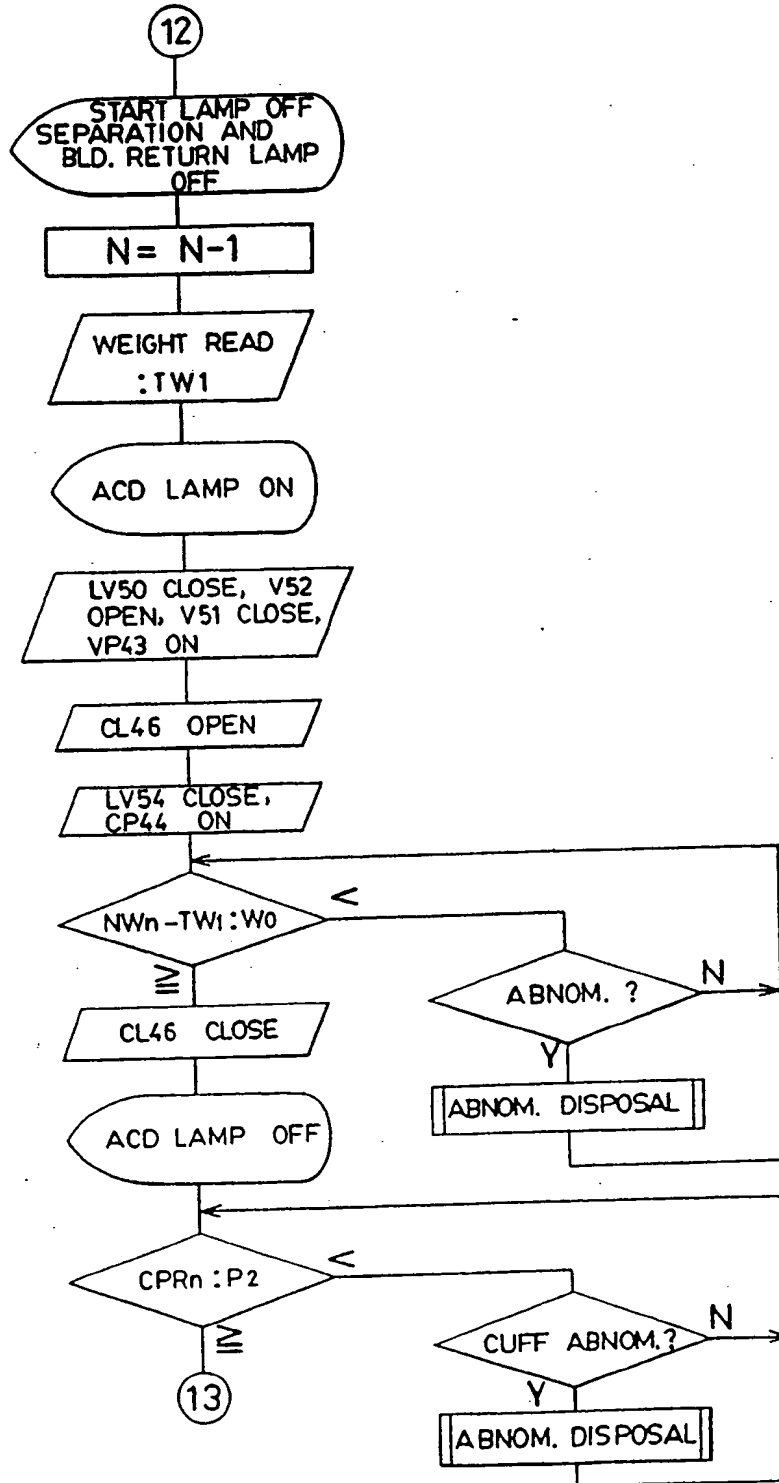 12
START LAMP OFF
SEPARATION AND
BLD. RETURN LAMP
OFF
N= N-1
WEIGHT READ
:TW1
ACD LAMP ON
LV50 CLOSE, V52
OPEN, V51 CLOSE,
VP43 ON
CL46 OPEN
LV54 CLOSE,
CP44 ON
NWn-TW1:W0
<
≧
ABNOM. ?
N
Y
CL46 CLOSE
ABNOM. DISPOSAL
ACD LAMP OFF
CPRn:P2
<
≧
CUFF ABNOM.?
N
Y
13
ABNOM. DISPOSAL